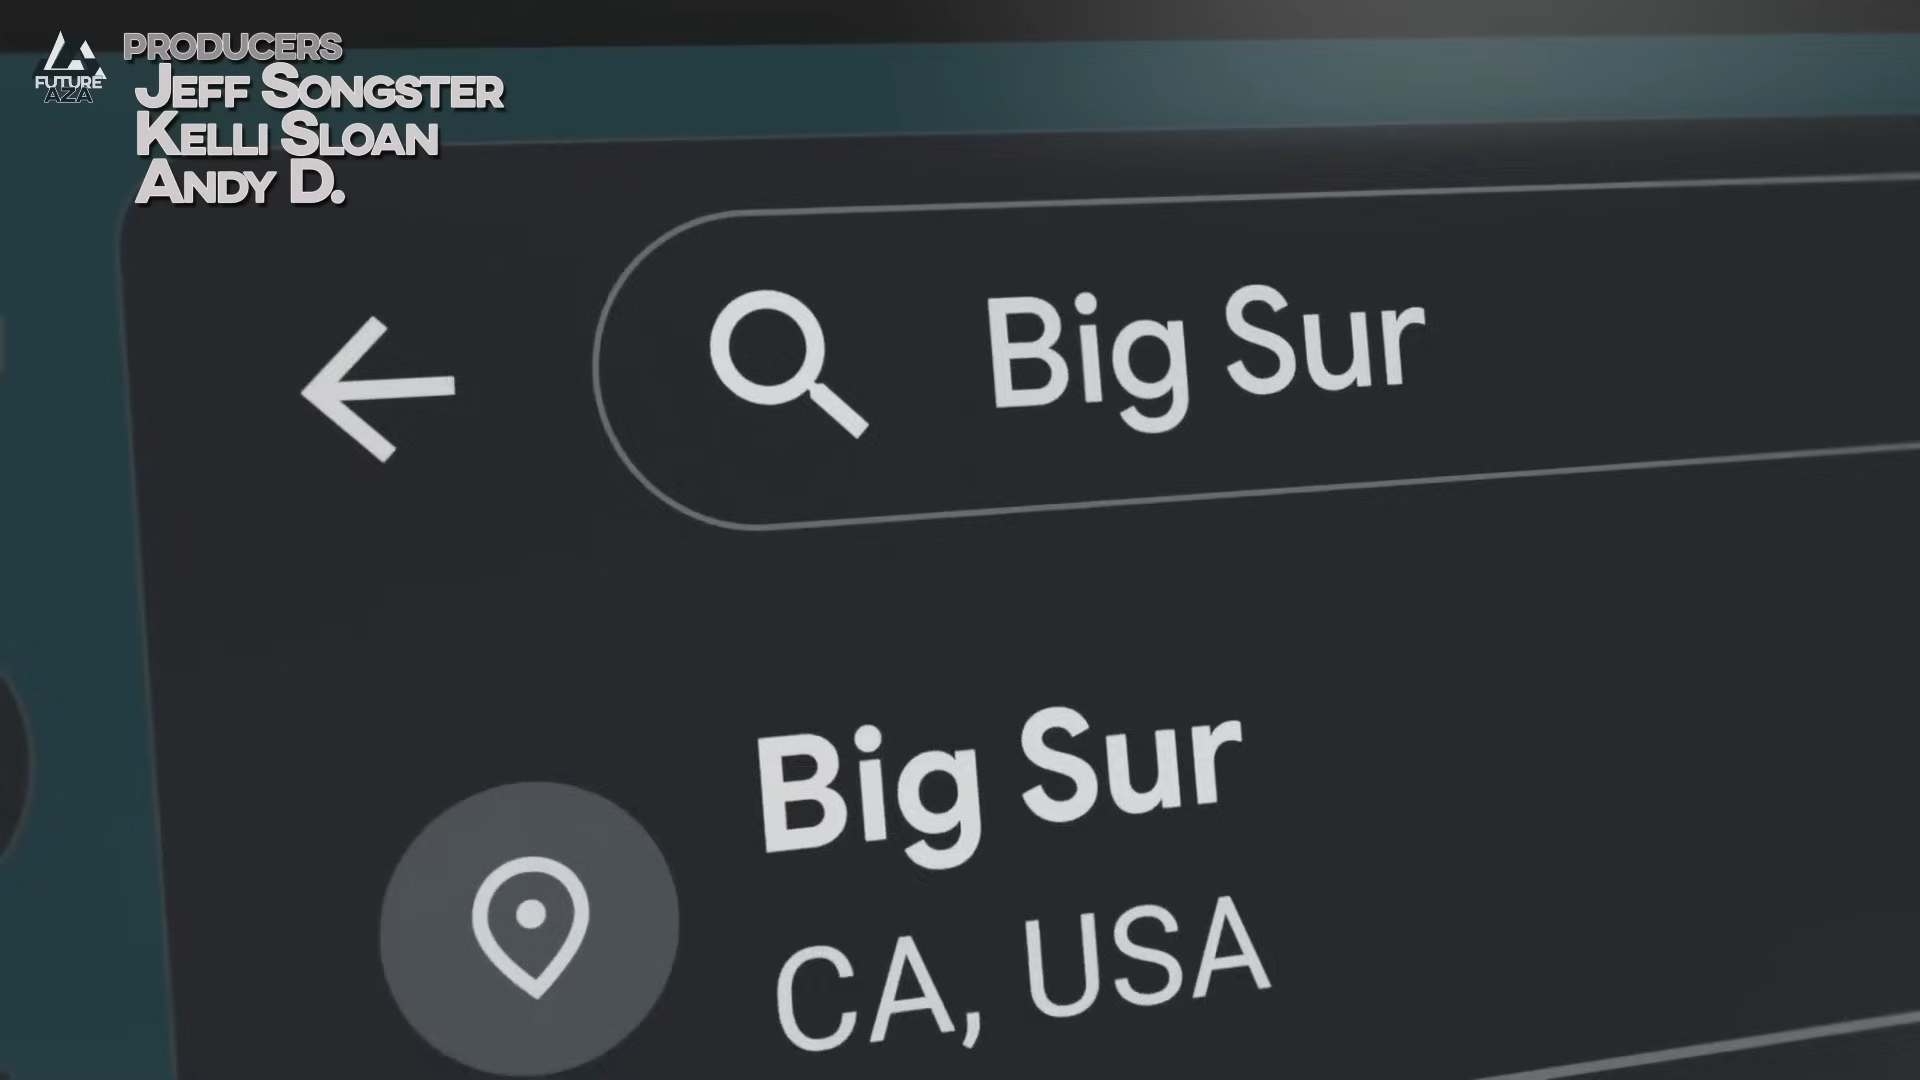 PRODUCERS
JEFF SONGSTER
KELLI SLOAN
ANDY D.
FUTURE
AZA
Big Sur
Big Sur
CA, USA